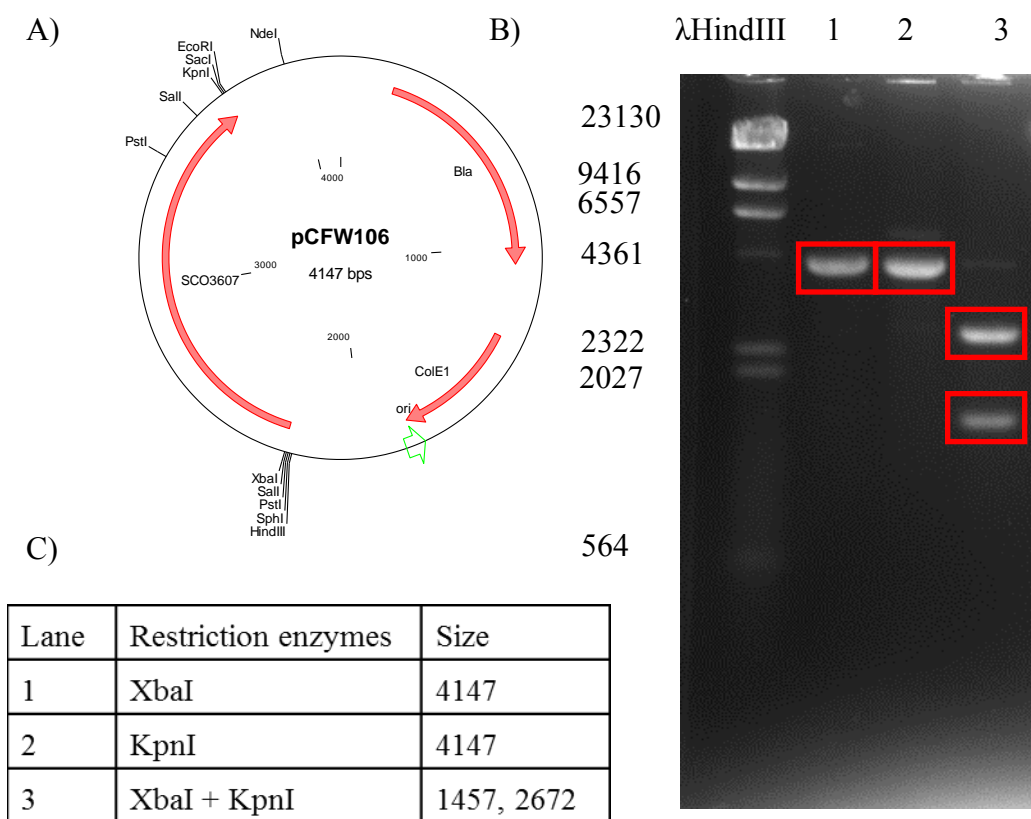 A)
EcoRI
SacI
KpnI
NdeI
SalI
PstI
4000
Bla
pCFW106
4147 bps
1000
SCO3607
3000
2000
ColE1
ori
XbaI
SalI
PstI
SphI
HindIII
B)
λHindIII 1 2 3
23130
9416
6557
4361
2322
2027
564
C)
Lane Restriction enzymes Size
1 XbaI 4147
2 KpnI 4147
3 XbaI + KpnI 1457, 2672